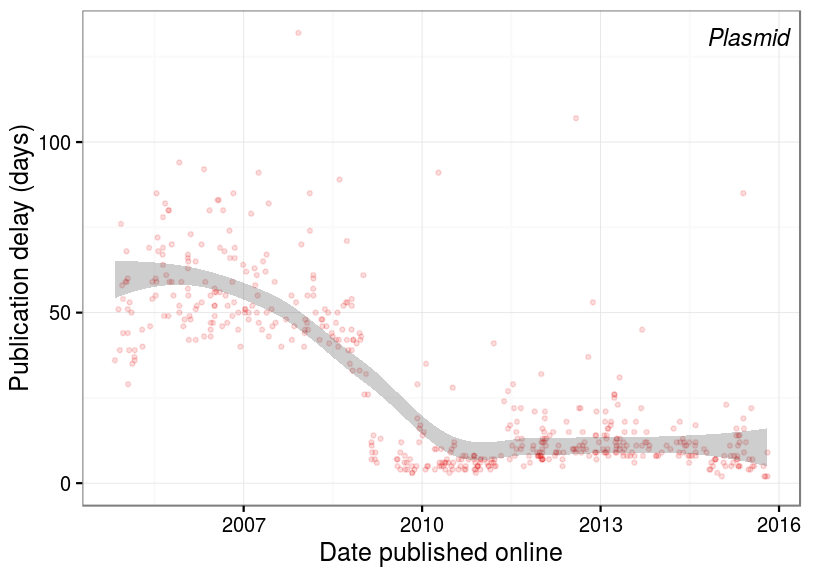 Plasmid
Publication delay (days)
100
50
0
2007
2010
2013
2016
Date published online